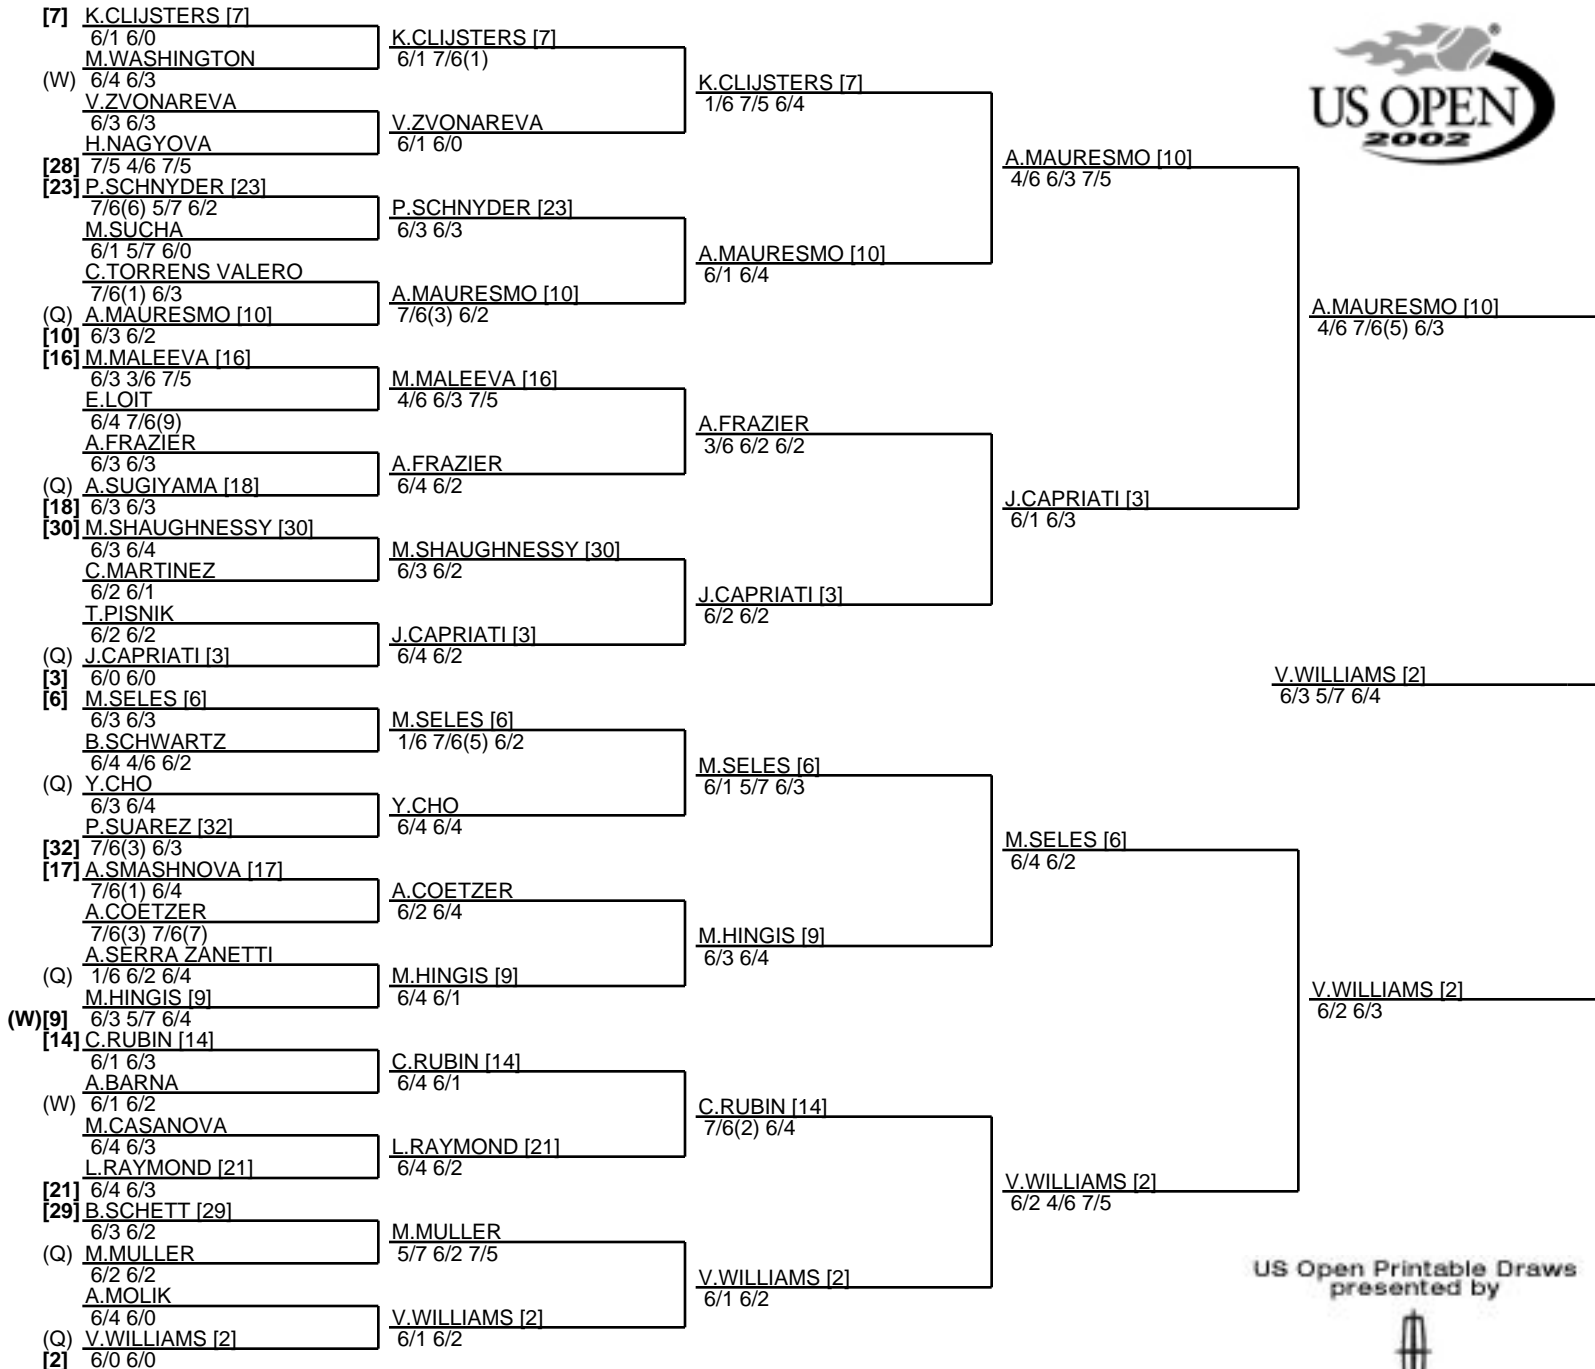 [7] K.CLIJSTERS [7]
6/1 6/0
M.WASHINGTON
(W) 6/4 6/3
V.ZVONAREVA
6/3 6/3
H.NAGYOVA
[28] 7/5 4/6 7/5
[23] P.SCHNYDER [23]
7/6(6) 5/7 6/2
M.SUCHA
6/1 5/7 6/0
C.TORRENS VALERO
7/6(1) 6/3
(Q) A.MAURESMO [10]
[10] 6/3 6/2
[16] M.MALEEVA [16]
6/3 3/6 7/5
E.LOIT
6/4 7/6(9)
A.FRAZIER
6/3 6/3
(Q) A.SUGIYAMA [18]
[18] 6/3 6/3
[30] M.SHAUGHNESSY [30]
6/3 6/4
C.MARTINEZ
6/2 6/1
T.PISNIK
6/2 6/2
(Q) J.CAPRIATI [3]
[3] 6/0 6/0
[6] M.SELES [6]
6/3 6/3
B.SCHWARTZ
6/4 4/6 6/2
(Q) Y.CHO
6/3 6/4
P.SUAREZ [32]
[32] 7/6(3) 6/3
[17] A.SMASHNOVA [17]
7/6(1) 6/4
A.COETZER
7/6(3) 7/6(7)
A.SERRA ZANETTI
(Q) 1/6 6/2 6/4
M.HINGIS [9]
(W)[9] 6/3 5/7 6/4
[14] C.RUBIN [14]
6/1 6/3
A.BARNA
(W) 6/1 6/2
M.CASANOVA
6/4 6/3
L.RAYMOND [21]
[21] 6/4 6/3
[29] B.SCHETT [29]
6/3 6/2
(Q) M.MULLER
6/2 6/2
A.MOLIK
6/4 6/0
(Q) V.WILLIAMS [2]
[2] 6/0 6/0
K.CLIJSTERS [7]
6/1 7/6(1)
V.ZVONAREVA
6/1 6/0
P.SCHNYDER [23]
6/3 6/3
A.MAURESMO [10]
7/6(3) 6/2
M.MALEEVA [16]
4/6 6/3 7/5
A.FRAZIER
6/4 6/2
M.SHAUGHNESSY [30]
6/3 6/2
J.CAPRIATI [3]
6/4 6/2
M.SELES [6]
1/6 7/6(5) 6/2
Y.CHO
6/4 6/4
A.COETZER
6/2 6/4
M.HINGIS [9]
6/4 6/1
C.RUBIN [14]
6/4 6/1
L.RAYMOND [21]
6/4 6/2
M.MULLER
5/7 6/2 7/5
V.WILLIAMS [2]
6/1 6/2
K.CLIJSTERS [7]
1/6 7/5 6/4
A.MAURESMO [10]
6/1 6/4
A.FRAZIER
3/6 6/2 6/2
J.CAPRIATI [3]
6/2 6/2
M.SELES [6]
6/1 5/7 6/3
M.HINGIS [9]
6/3 6/4
C.RUBIN [14]
7/6(2) 6/4
V.WILLIAMS [2]
6/1 6/2
A.MAURESMO [10]
4/6 6/3 7/5
J.CAPRIATI [3]
6/1 6/3
M.SELES [6]
6/4 6/2
V.WILLIAMS [2]
6/2 4/6 7/5
A.MAURESMO [10]
4/6 7/6(5) 6/3
V.WILLIAMS [2]
6/2 6/3
V.WILLIAMS [2]
6/3 5/7 6/4
®
US OPEN
2002
US Open Printable Draws
presented by